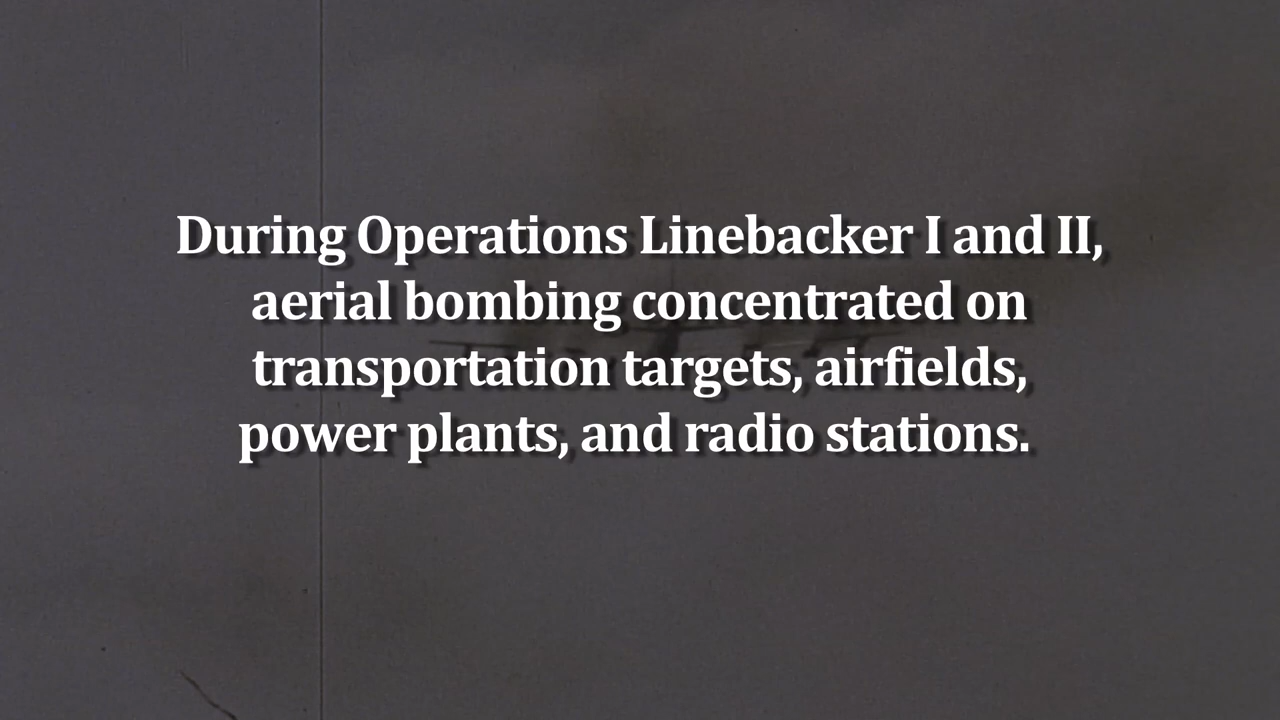 During Operations Linebacker I and II,
aerial bombing concentrated on
transportation targets, airfields,
power plants, and radio stations.